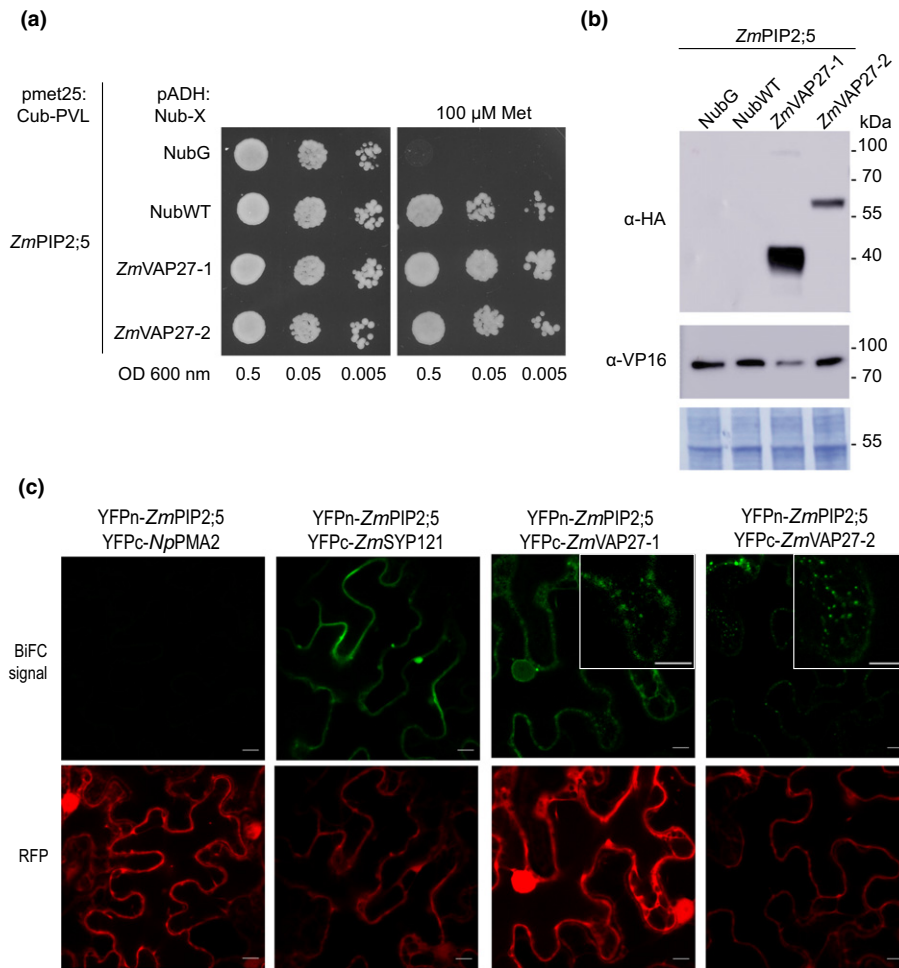 (a)
pmet25:
Cub-PVL
pADH:
Nub-X
100 µM Met
NubG
NubWT
ZmPIP2;5
ZmVAP27-1
ZmVAP27-2
OD 600 nm 0.5 0.05 0.005 0.5 0.05 0.005
(b)
ZmPIP2;5
NubG NubWT ZmVAP27-1 ZmVAP27-2
kDa
100
70
α-HA
55
40
α-VP16
100
70
55
(c)
YFPn-ZmPIP2;5 YFPn-ZmPIP2;5 YFPn-ZmPIP2;5 YFPn-ZmPIP2;5
YFPc-NpPMA2 YFPc-ZmSYP121 YFPc-ZmVAP27-1 YFPc-ZmVAP27-2
BiFC
signal
RFP